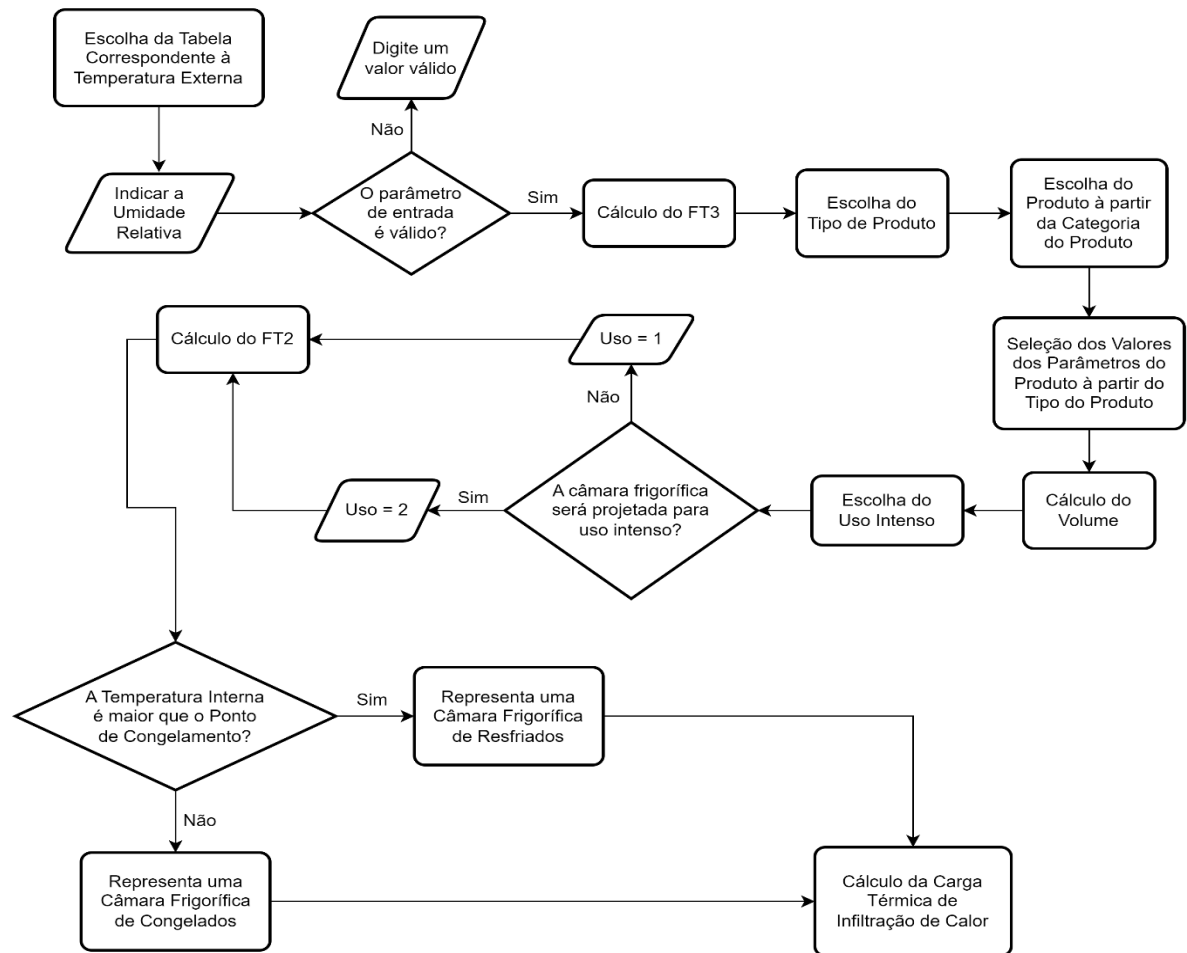 Escolha da Tabela
Correspondente à
Temperatura Externa
Digite um
valor válido
Não
Indicar a
Umidade
Relativa
O parâmetro
de entrada
é válido?
Sim
Cálculo do FT3
Escolha do
Tipo de Produto
Escolha do
Produto à partir
da Categoria
do Produto
Seleção dos Valores
dos Parâmetros do
Produto à partir do
Tipo do Produto
Cálculo do
Volume
Escolha do
Uso Intenso
A câmara frigorífica
será projetada para
uso intenso?
Não
Uso = 1
Sim
Uso = 2
Cálculo do FT2
A Temperatura Interna
é maior que o Ponto
de Congelamento?
Sim
Representa uma
Câmara Frigorífica
de Resfriados
Não
Representa uma
Câmara Frigorífica
de Congelados
Cálculo da Carga
Térmica de
Infiltração de Calor